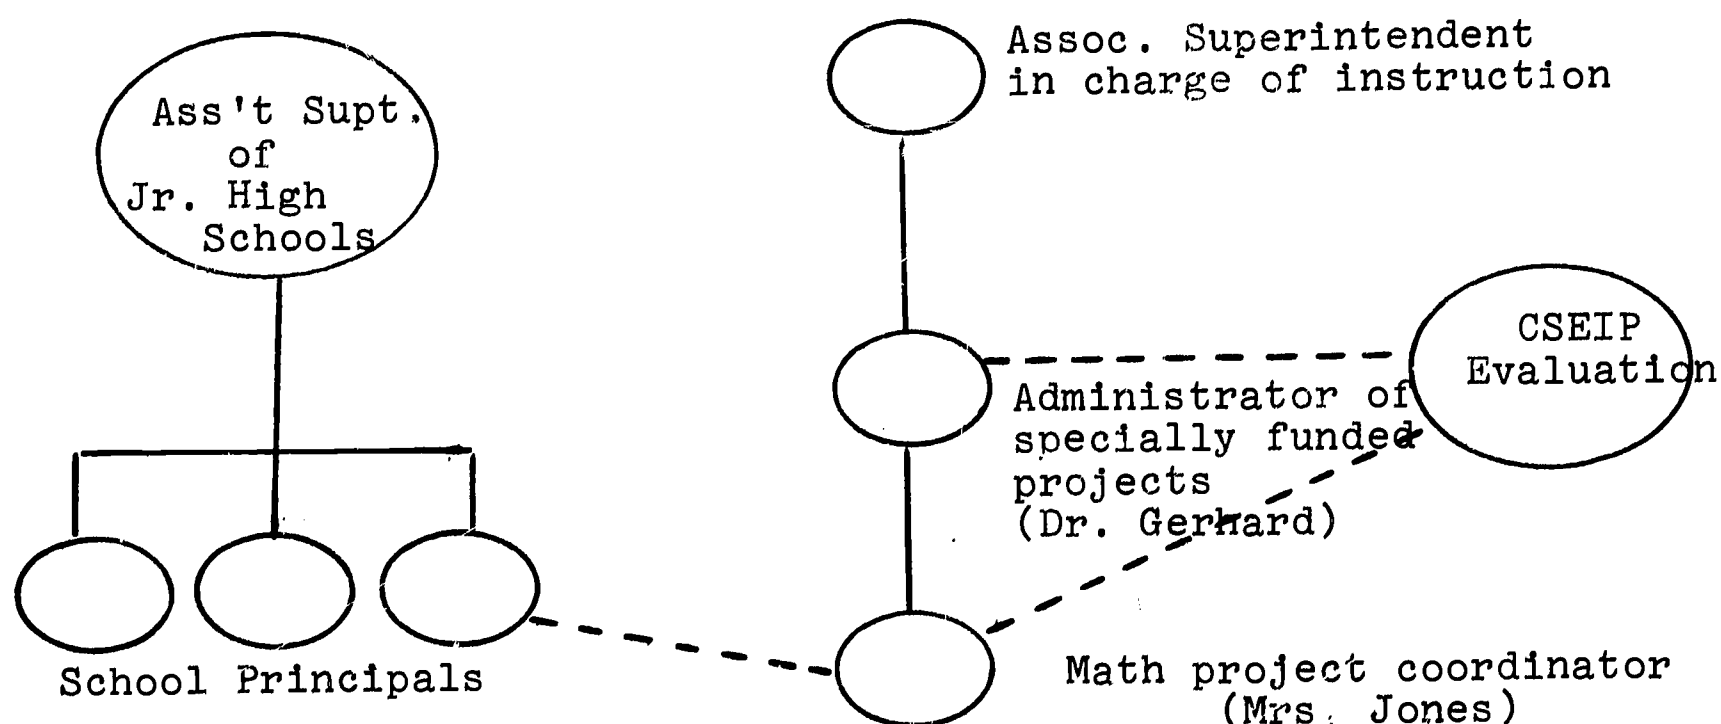 Ass't Supt.
of
Jr. High
Schools
School Principals
Assoc. Superintendent
in charge of instruction
Administrator of
specially funded
projects
(Dr. Gerhard)
CSEIP
Evaluation
Math project coordinator
(Mrs. Jones)